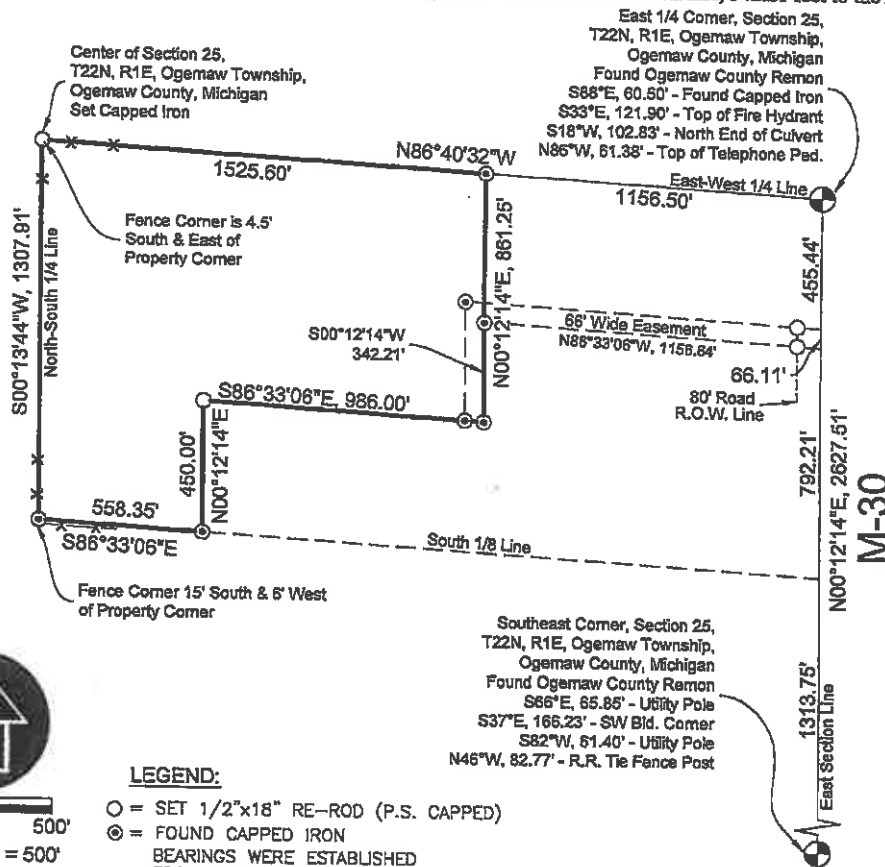 East 1/4 Corner, Section 25,
T22N, R1E, Ogemaw Township,
Ogemaw County, Michigan
Found Ogemaw County Remon
S88°E, 60.50' - Found Capped Iron
S33°E, 121.90' - Top of Fire Hydrant
S18°W, 102.83' - North End of Culvert
N85°W, 61.38' - Top of Telephone Ped.
Center of Section 25,
T22N, R1E, Ogemaw Township,
Ogemaw County, Michigan
Set Capped Iron
N86°40'32"W
1525.60'
East-West 1/4 Line
1156.50'
Fence Corner is 4.5'
South & East of
Property Corner
S00°13'44"W, 1307.91'
North-South 1/4 Line
N00°12'14"E, 861.25'
455.44'
S00°12'14"W
342.21'
66' Wide Easement
N86°33'06"W, 1156.64'
66.11'
80' Road
R.O.W. Line
S86°33'06"E, 986.00'
450.00'
N00°12'14"E
792.21'
N00°12'14"E, 2627.51'
M-30
558.35'
S86°33'06"E
South 1/8 Line
Fence Corner 15' South & 6' West
of Property Corner
Southeast Corner, Section 25,
T22N, R1E, Ogemaw Township,
Ogemaw County, Michigan
Found Ogemaw County Remon
S66°E, 65.85' - Utility Pole
S37°E, 166.23' - SW Bld. Corner
S82°W, 61.40' - Utility Pole
N46°W, 82.77' - R.R. Tie Fence Post
1313.75'
East Section Line
LEGEND:
= SET 1/2"x18" RE-ROD (P.S. CAPPED)
= FOUND CAPPED IRON
BEARINGS WERE ESTABLISHED
500'
= 500'